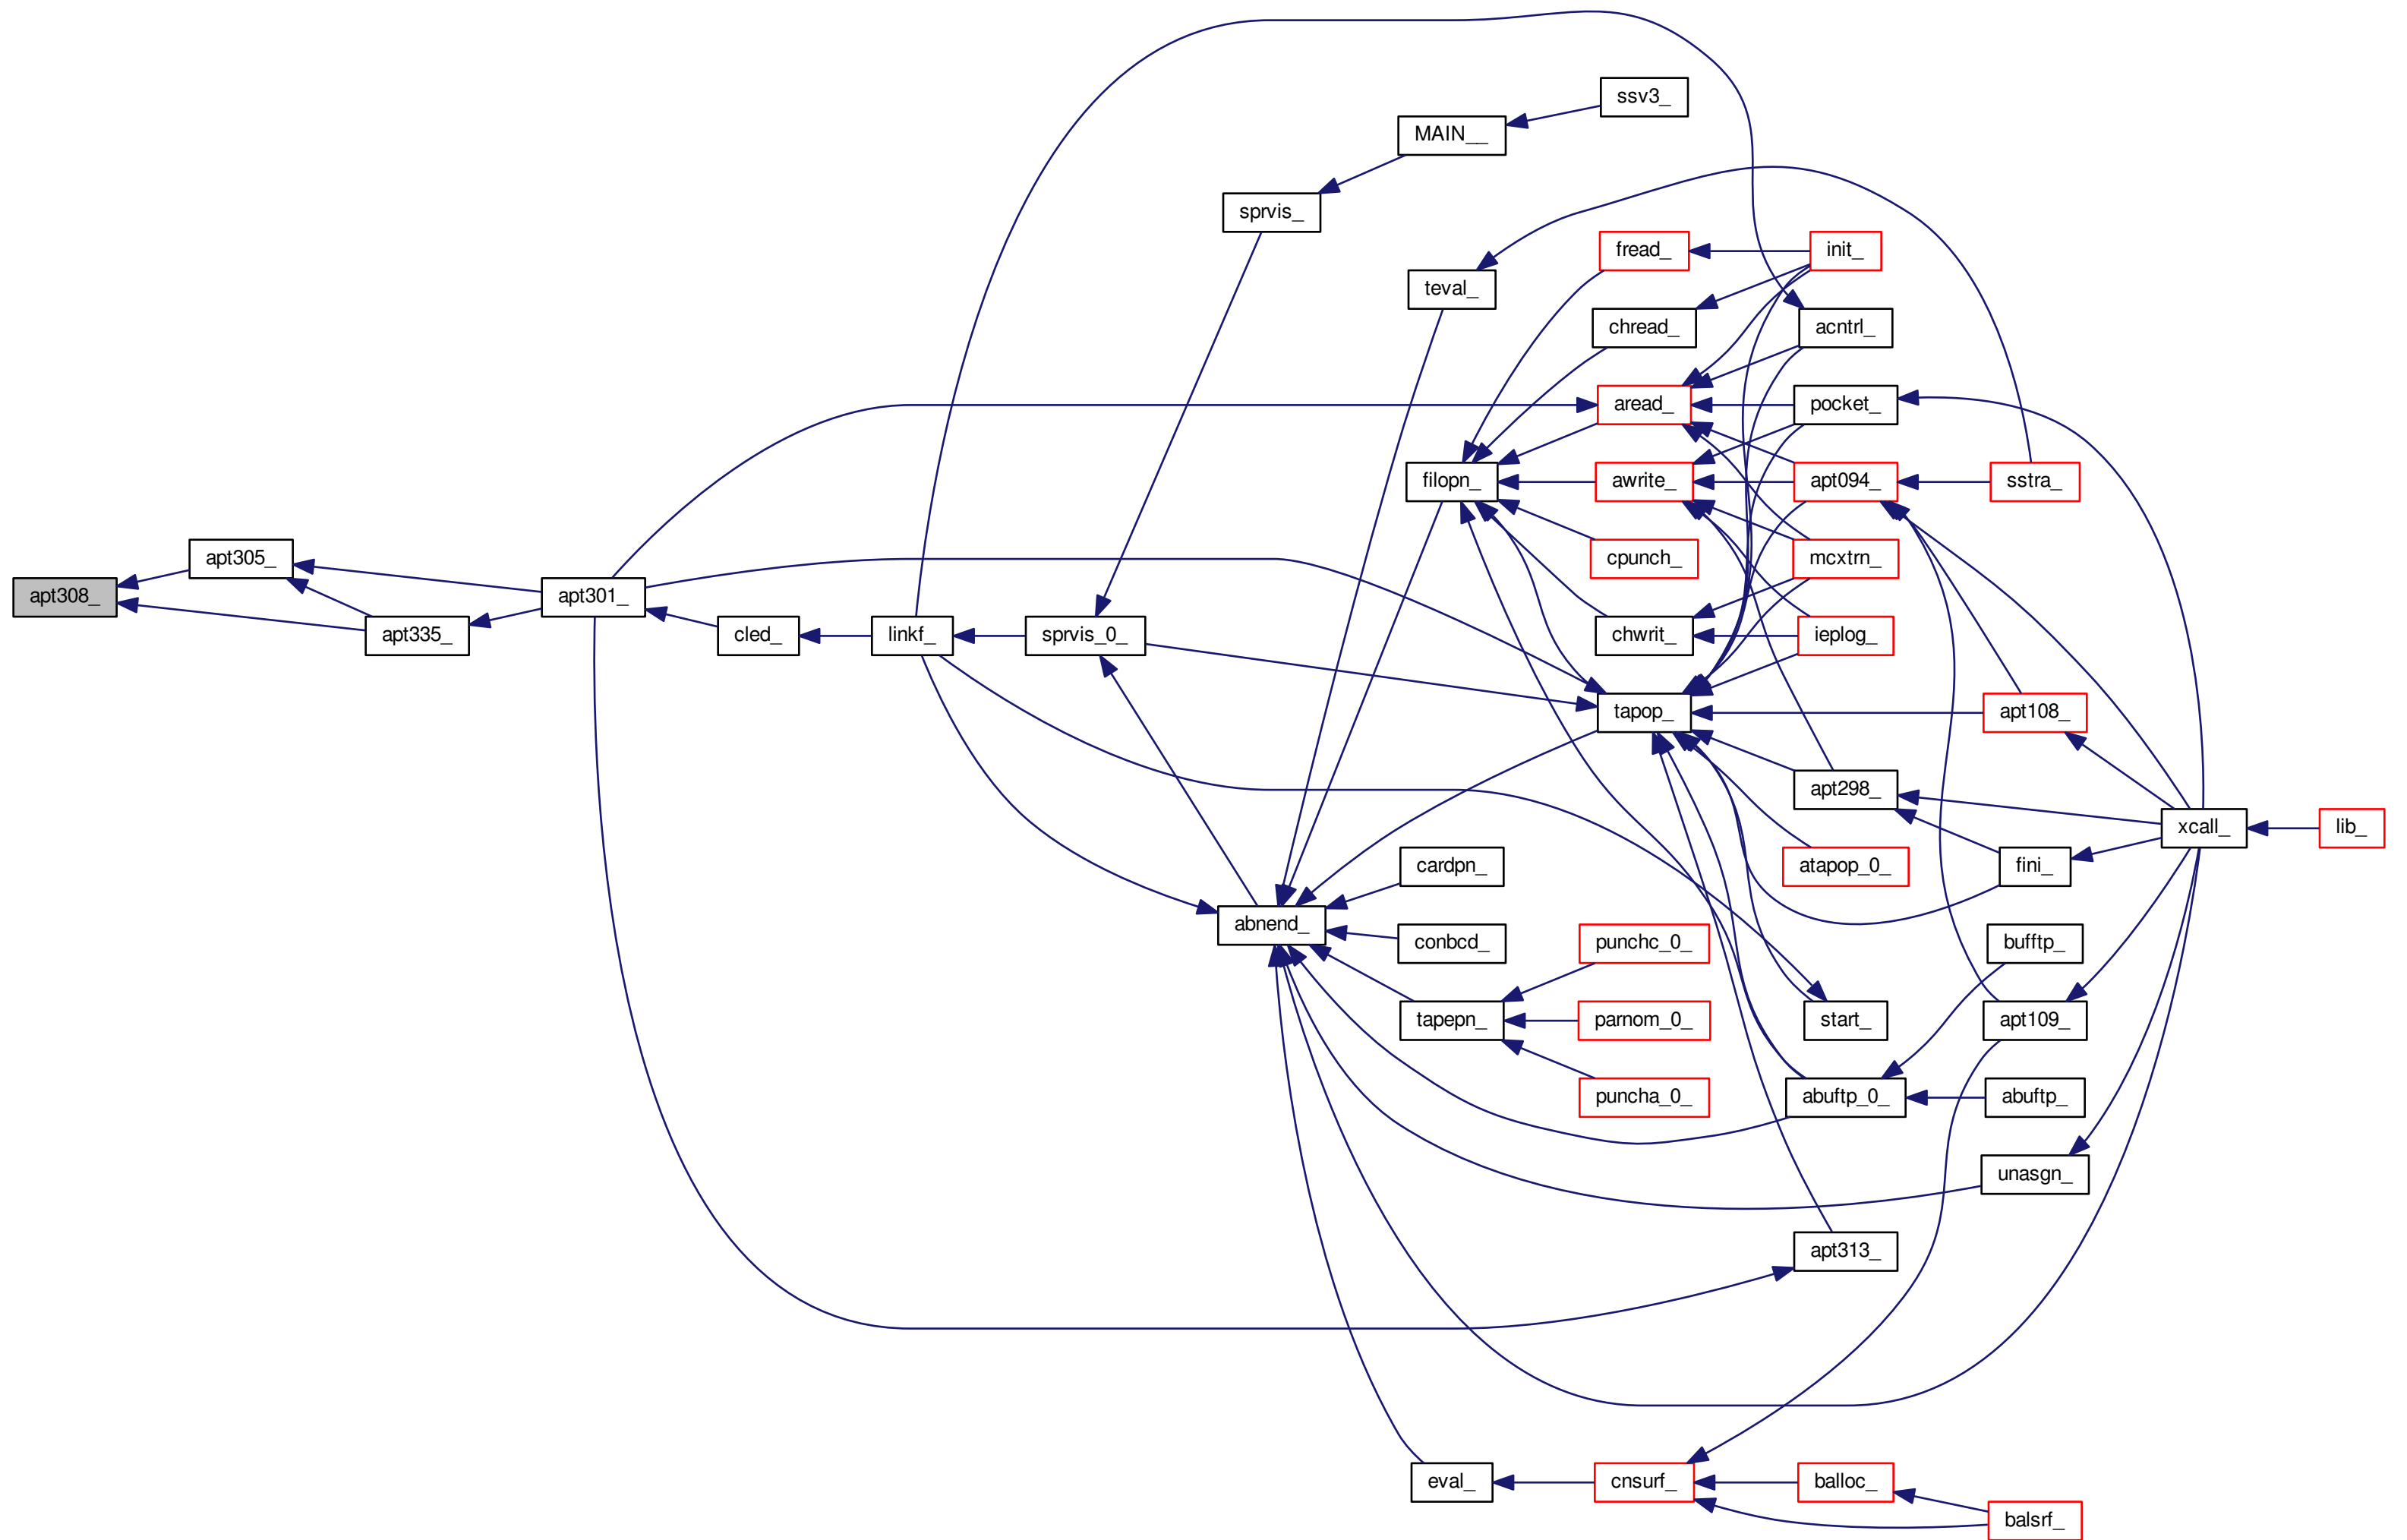 ssv3_
MAIN__
sprvis_
fread_
init_
teval_
chread_
acntrl_
aread_
pocket_
filopn_
awrite_
apt094_
sstra_
apt305_
cpunch_
mcxtrn_
apt308_
apt301_
apt335_
cled_
linkf_
sprvis_0_
chwrit_
ieplog_
tapop_
apt108_
apt298_
xcall_
lib_
cardpn_
atapop_0_
fini_
abnend_
conbcd_
punchc_0_
bufftp_
tapepn_
parnom_0_
start_
apt109_
puncha_0_
abuftp_0_
abuftp_
unasgn_
apt313_
eval_
cnsurf_
balloc_
balsrf_